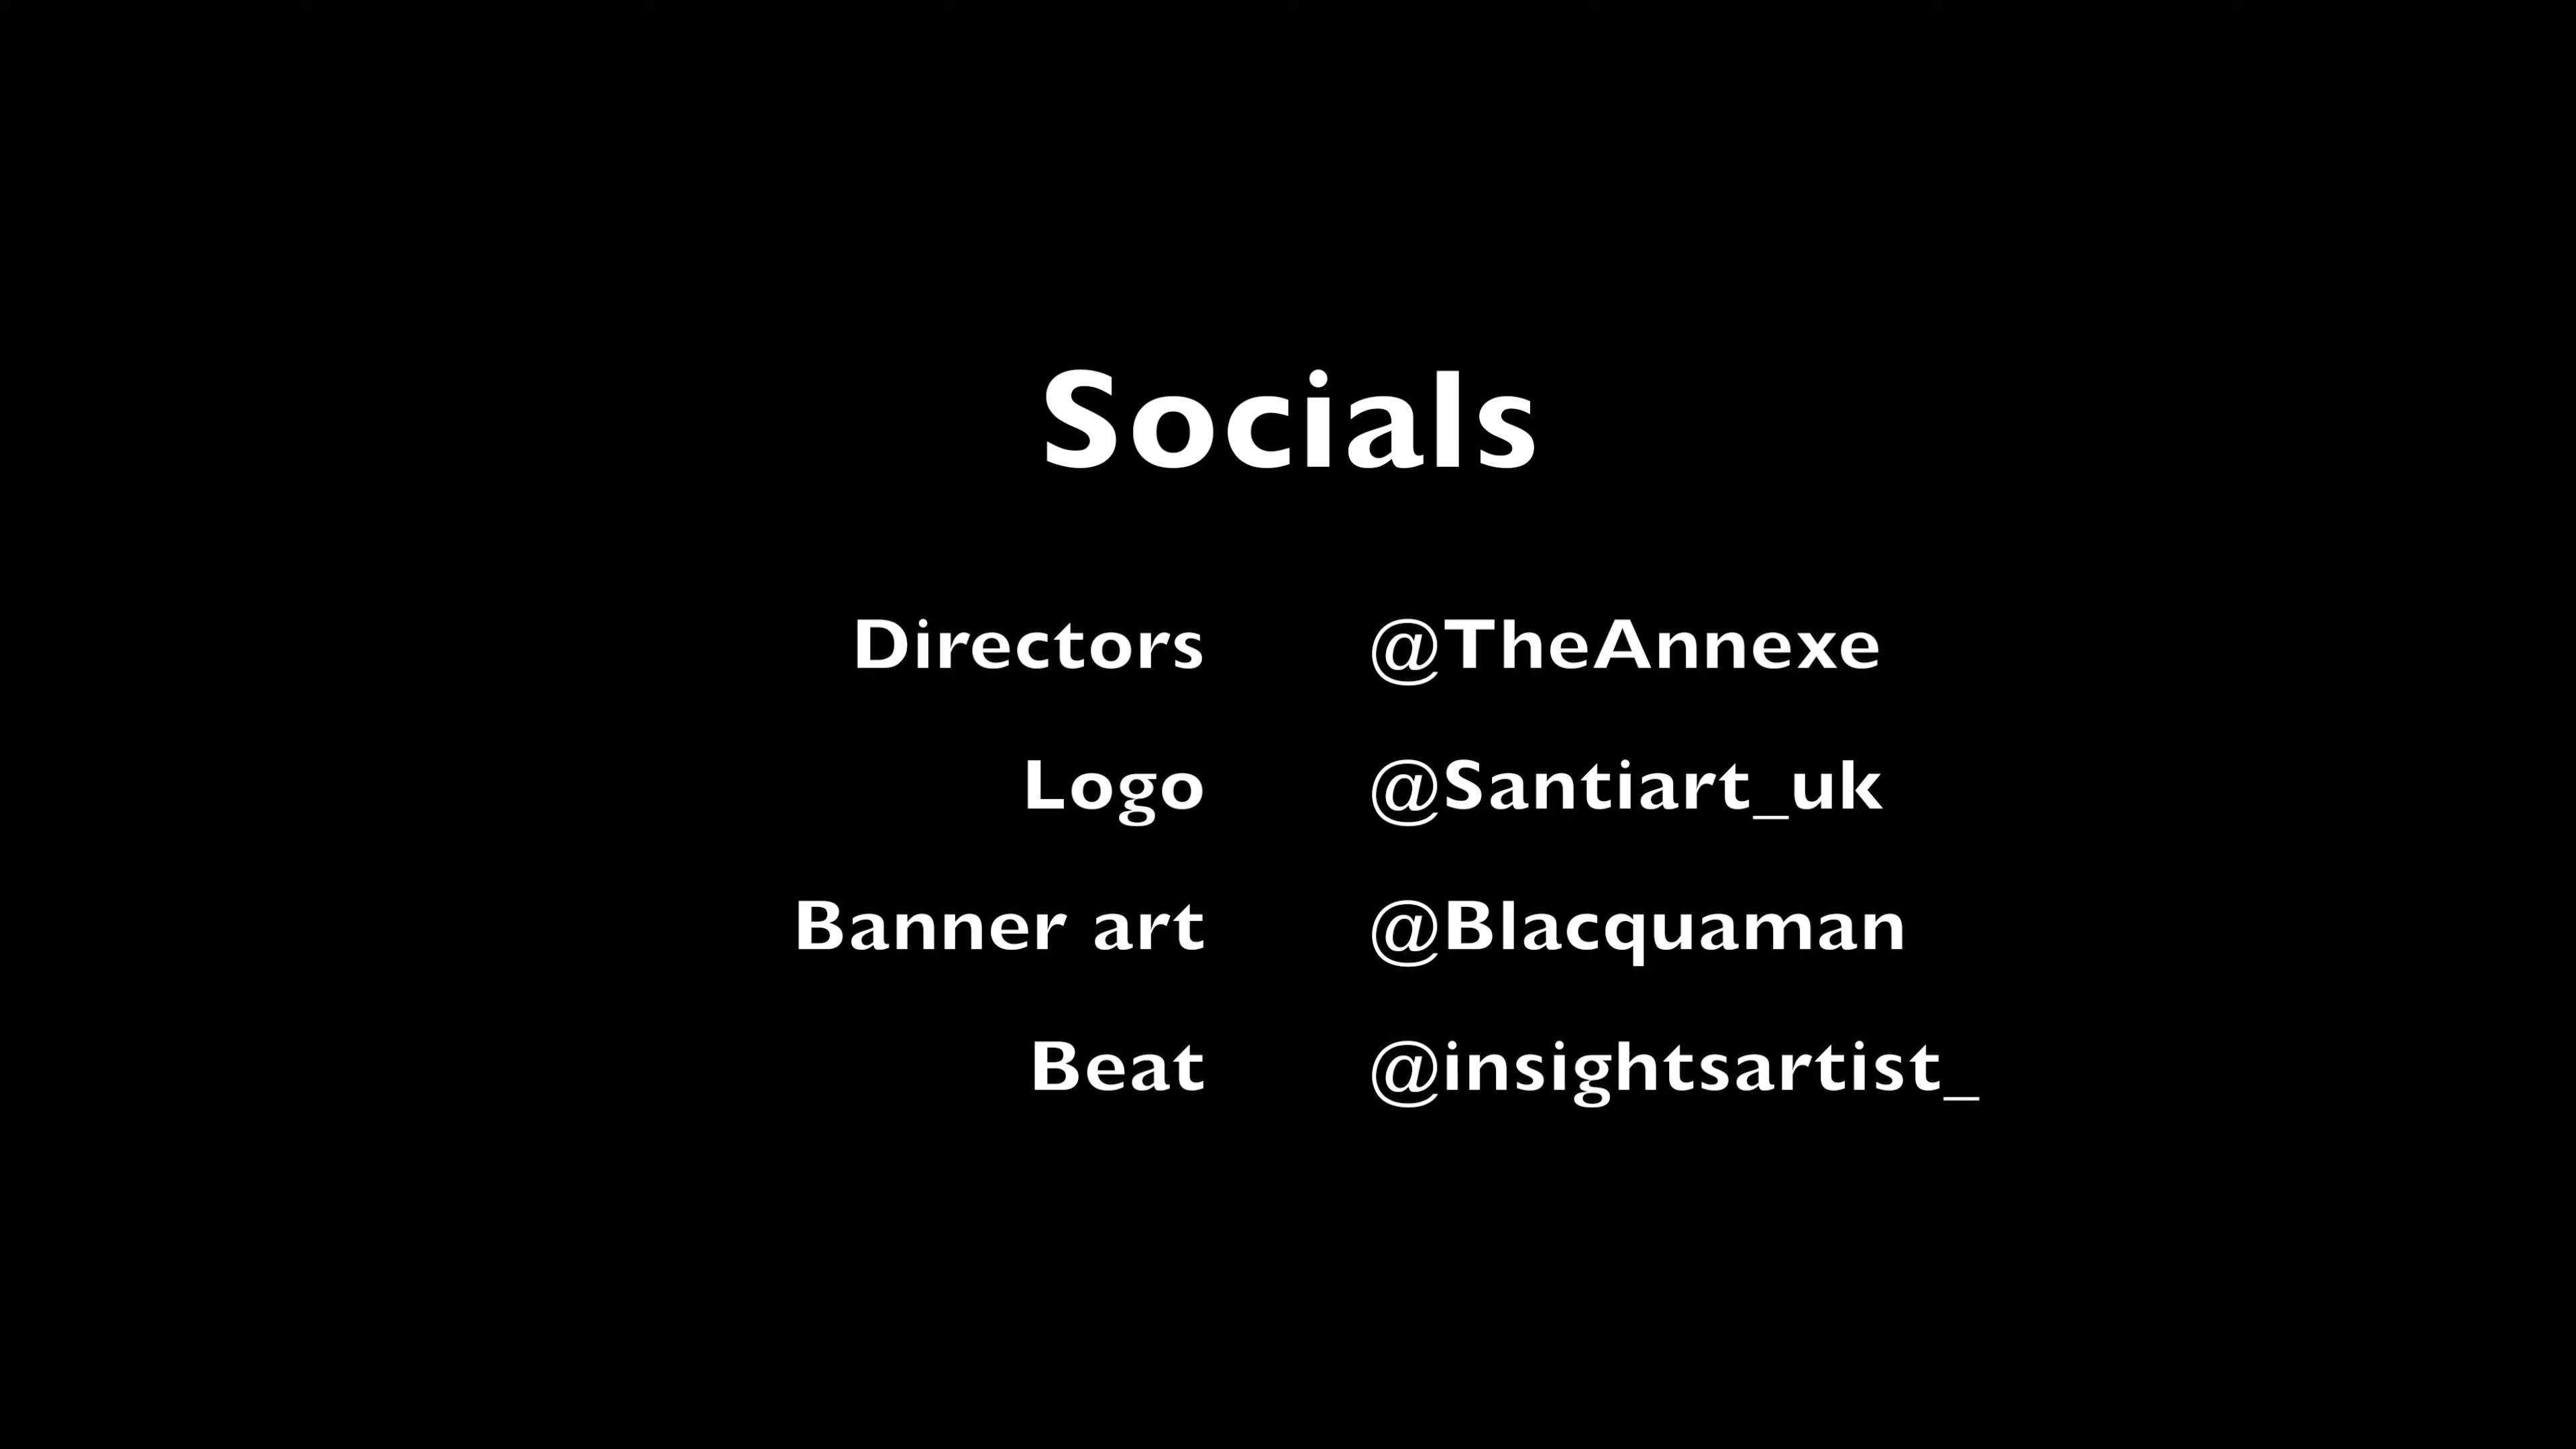 Socials
Directors @TheAnnexe
Logo @Santiart_uk
Banner art @Blacquaman
Beat @insightsartist_